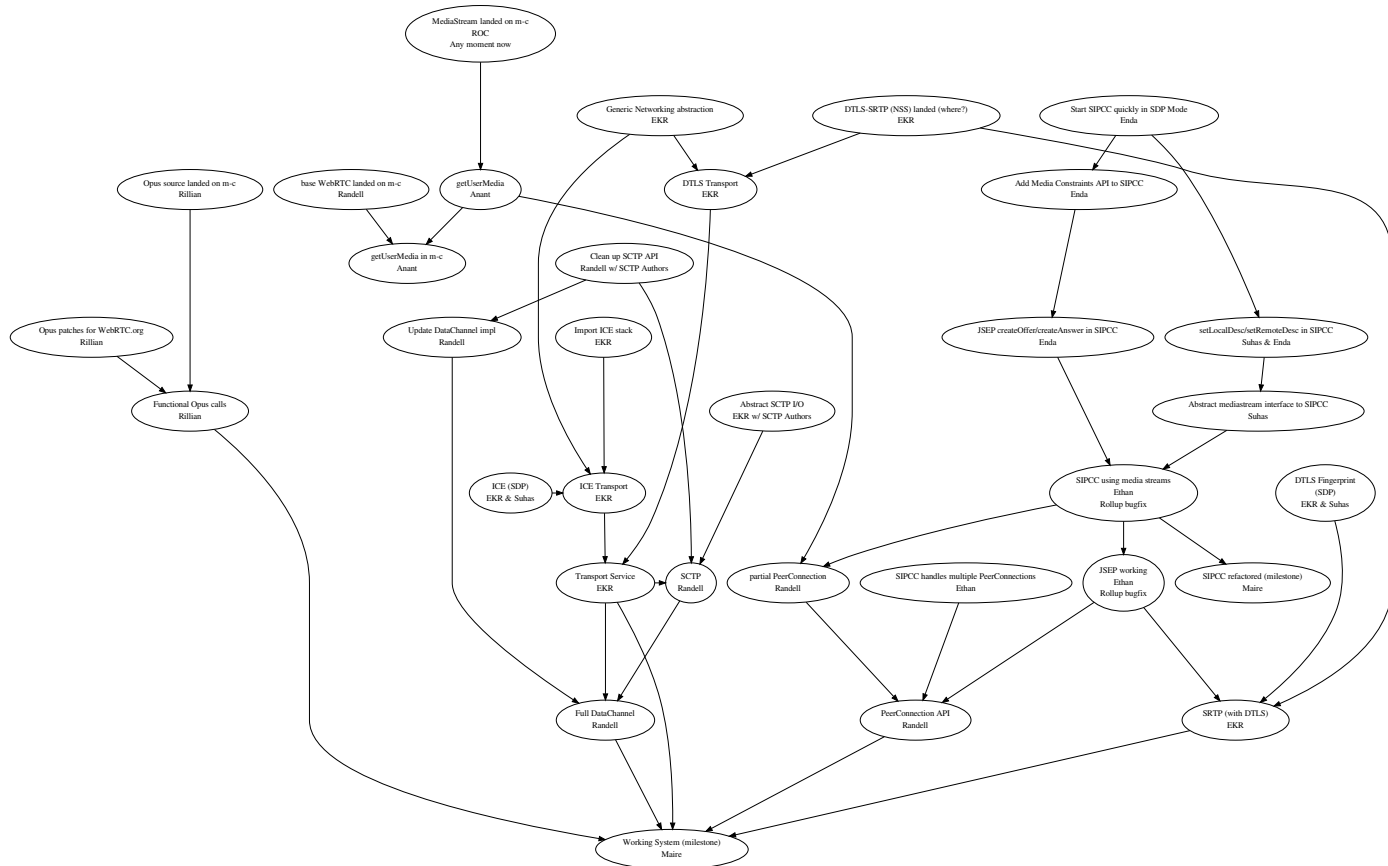 MediaStream landed on m-c
ROC
Any moment now
Generic Networking abstraction
EKR
DTLS-SRTP (NSS) landed (where?)
EKR
Start SIPCC quickly in SDP Mode
Enda
Opus source landed on m-c
Rillian
base WebRTC landed on m-c
Randell
getUserMedia
Anant
DTLS Transport
EKR
Add Media Constraints API to SIPCC
Enda
getUserMedia in m-c
Anant
Clean up SCTP API
Randell w/ SCTP Authors
Opus patches for WebRTC.org
Rillian
Update DataChannel impl
Randell
Import ICE stack
EKR
JSEP createOffer/createAnswer in SIPCC
Enda
setLocalDesc/setRemoteDesc in SIPCC
Suhas & Enda
Functional Opus calls
Rillian
Abstract SCTP I/O
EKR w/ SCTP Authors
Abstract mediastream interface to SIPCC
Suhas
ICE (SDP)
EKR & Suhas
ICE Transport
EKR
SIPCC using media streams
Ethan
Rollup bugfix
DTLS Fingerprint
(SDP)
EKR & Suhas
Transport Service
EKR
SCTP
Randell
partial PeerConnection
Randell
SIPCC handles multiple PeerConnections
Ethan
JSEP working
Ethan
Rollup bugfix
SIPCC refactored (milestone)
Maire
Full DataChannel
Randell
PeerConnection API
Randell
SRTP (with DTLS)
EKR
Working System (milestone)
Maire